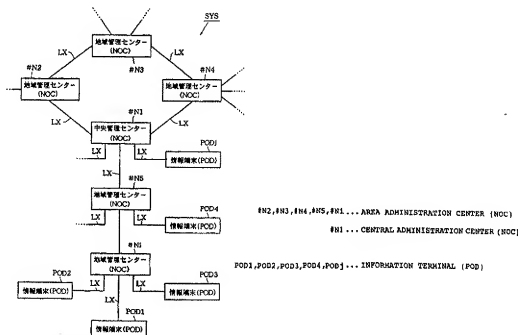 SYS
地域管理センター
(NOC)
LX
LX
#N2
#N3
#N4
地域管理センター
(NOC)
地域管理センター
(NOC)
#N1
LX
LX
中央管理センター
(NOC)
PODj
LX
LX
情報端末(POD)
LX
#N5
地域管理センター
(NOC)
POD4
LX
LX
情報端末(POD)
#N2,#N3,#N4,#N5,#Ni...AREA ADMINISTRATION CENTER (NOC)
#N1...CENTRAL ADMINISTRATION CENTER (NOC)
#Ni
地域管理センター
(NOC)
POD1,POD2,POD3,POD4,PODj... INFORMATION TERMINAL (POD)
POD2
POD3
LX
LX
情報端末(POD)
情報端末(POD)
LX
POD1
情報端末(POD)